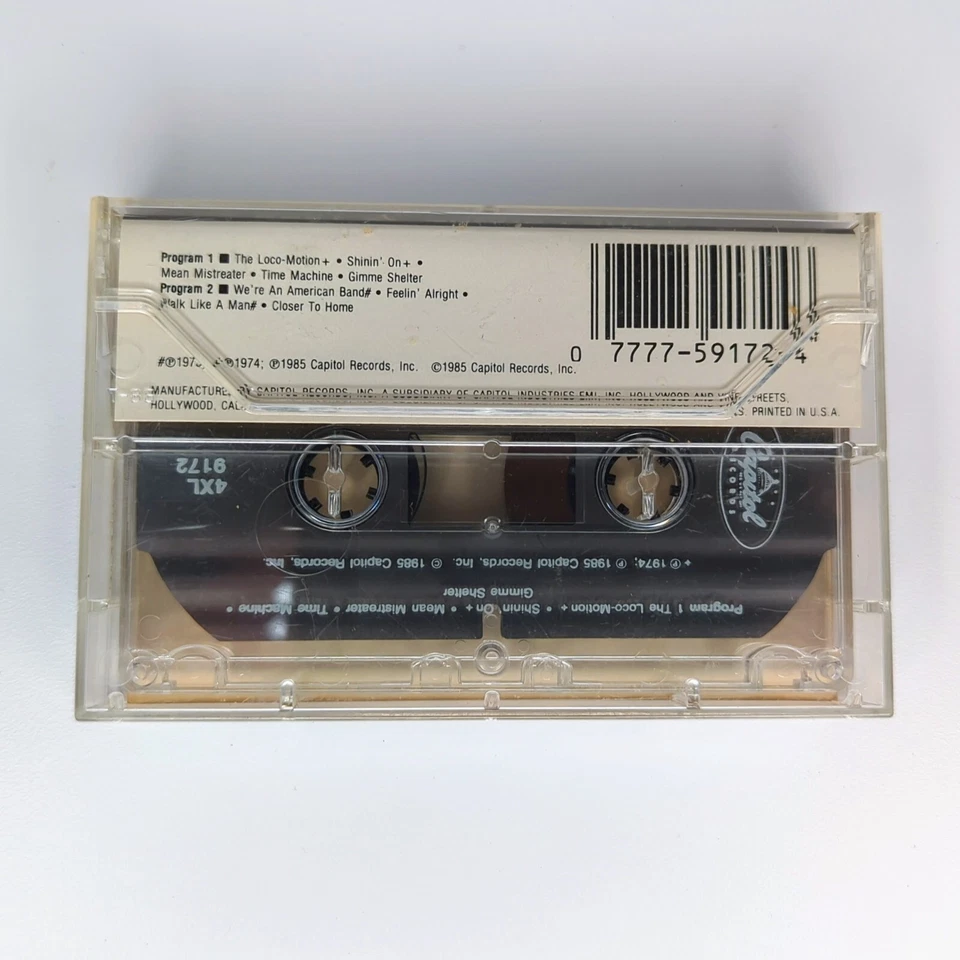 Program 1 ■ The Loco-Motion + • Shinin' On + •
Mean Mistreater • Time Machine • Gimme Shelter
Program 2 ■ We're An American Band# • Feelin' Alright •
Walk Like A Man# • Closer To Home
#℗1973; ℗1974; ℗1985 Capitol Records, Inc. ©1985 Capitol Records, Inc.
0 7777-59172-4
MANUFACTURED BY CAPITOL RECORDS, INC. A SUBSIDIARY OF CAPITOL INDUSTRIES-EMI, INC. HOLLYWOOD AND VINE STREETS,
HOLLYWOOD, PRINTED IN U.S.A.
4XL
9172
Capitol
RECORDS
+ ℗ 1974; ℗ 1985 Capitol Records, Inc. © 1985 Capitol Records, Inc.
Program 1 The Loco-Motion + • Shinin' On + • Mean Mistreater • Time Machine •
Gimme Shelter